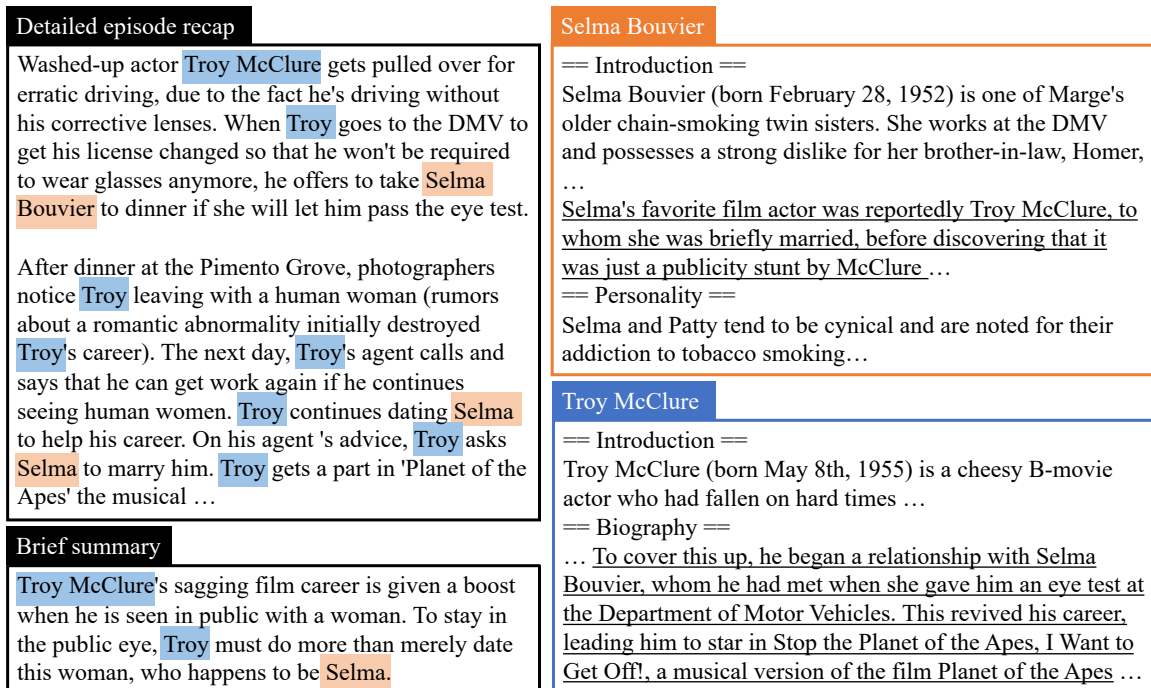 Detailed episode recap
Washed-up actor Troy McClure gets pulled over for
erratic driving, due to the fact he's driving without
his corrective lenses. When Troy goes to the DMV to
get his license changed so that he won't be required
to wear glasses anymore, he offers to take Selma
Bouvier to dinner if she will let him pass the eye test.
After dinner at the Pimento Grove, photographers
notice Troy leaving with a human woman (rumors
about a romantic abnormality initially destroyed
Troy's career). The next day, Troy's agent calls and
says that he can get work again if he continues
seeing human women. Troy continues dating Selma
to help his career. On his agent 's advice, Troy asks
Selma to marry him. Troy gets a part in 'Planet of the
Apes' the musical …
Brief summary
Troy McClure's sagging film career is given a boost
when he is seen in public with a woman. To stay in
the public eye, Troy must do more than merely date
this woman, who happens to be Selma.
Selma Bouvier
== Introduction ==
Selma Bouvier (born February 28, 1952) is one of Marge's
older chain-smoking twin sisters. She works at the DMV
and possesses a strong dislike for her brother-in-law, Homer,
…
Selma's favorite film actor was reportedly Troy McClure, to
whom she was briefly married, before discovering that it
was just a publicity stunt by McClure …
== Personality ==
Selma and Patty tend to be cynical and are noted for their
addiction to tobacco smoking…
Troy McClure
== Introduction ==
Troy McClure (born May 8th, 1955) is a cheesy B-movie
actor who had fallen on hard times …
== Biography ==
… To cover this up, he began a relationship with Selma
Bouvier, whom he had met when she gave him an eye test at
the Department of Motor Vehicles. This revived his career,
leading him to star in Stop the Planet of the Apes, I Want to
Get Off!, a musical version of the film Planet of the Apes …